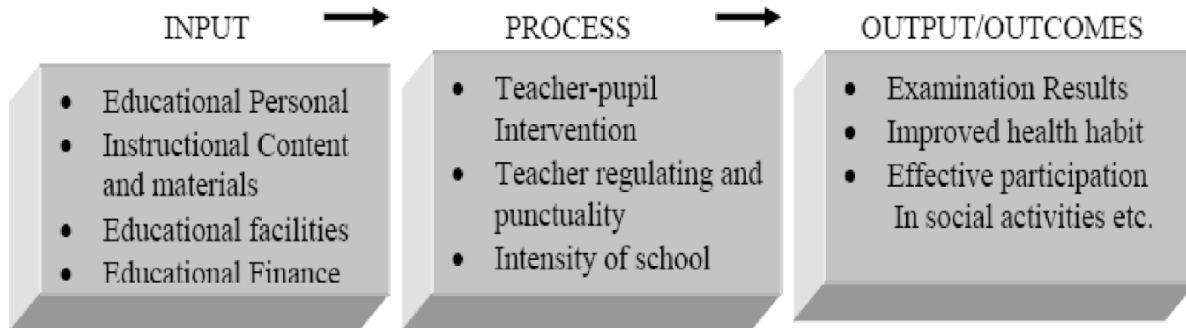 INPUT
• Educational Personal
• Instructional Content
and materials
• Educational facilities
• Educational Finance
PROCESS
• Teacher-pupil
Intervention
• Teacher regulating and
punctuality
• Intensity of school
OUTPUT/OUTCOMES
• Examination Results
• Improved health habit
• Effective participation
In social activities etc.